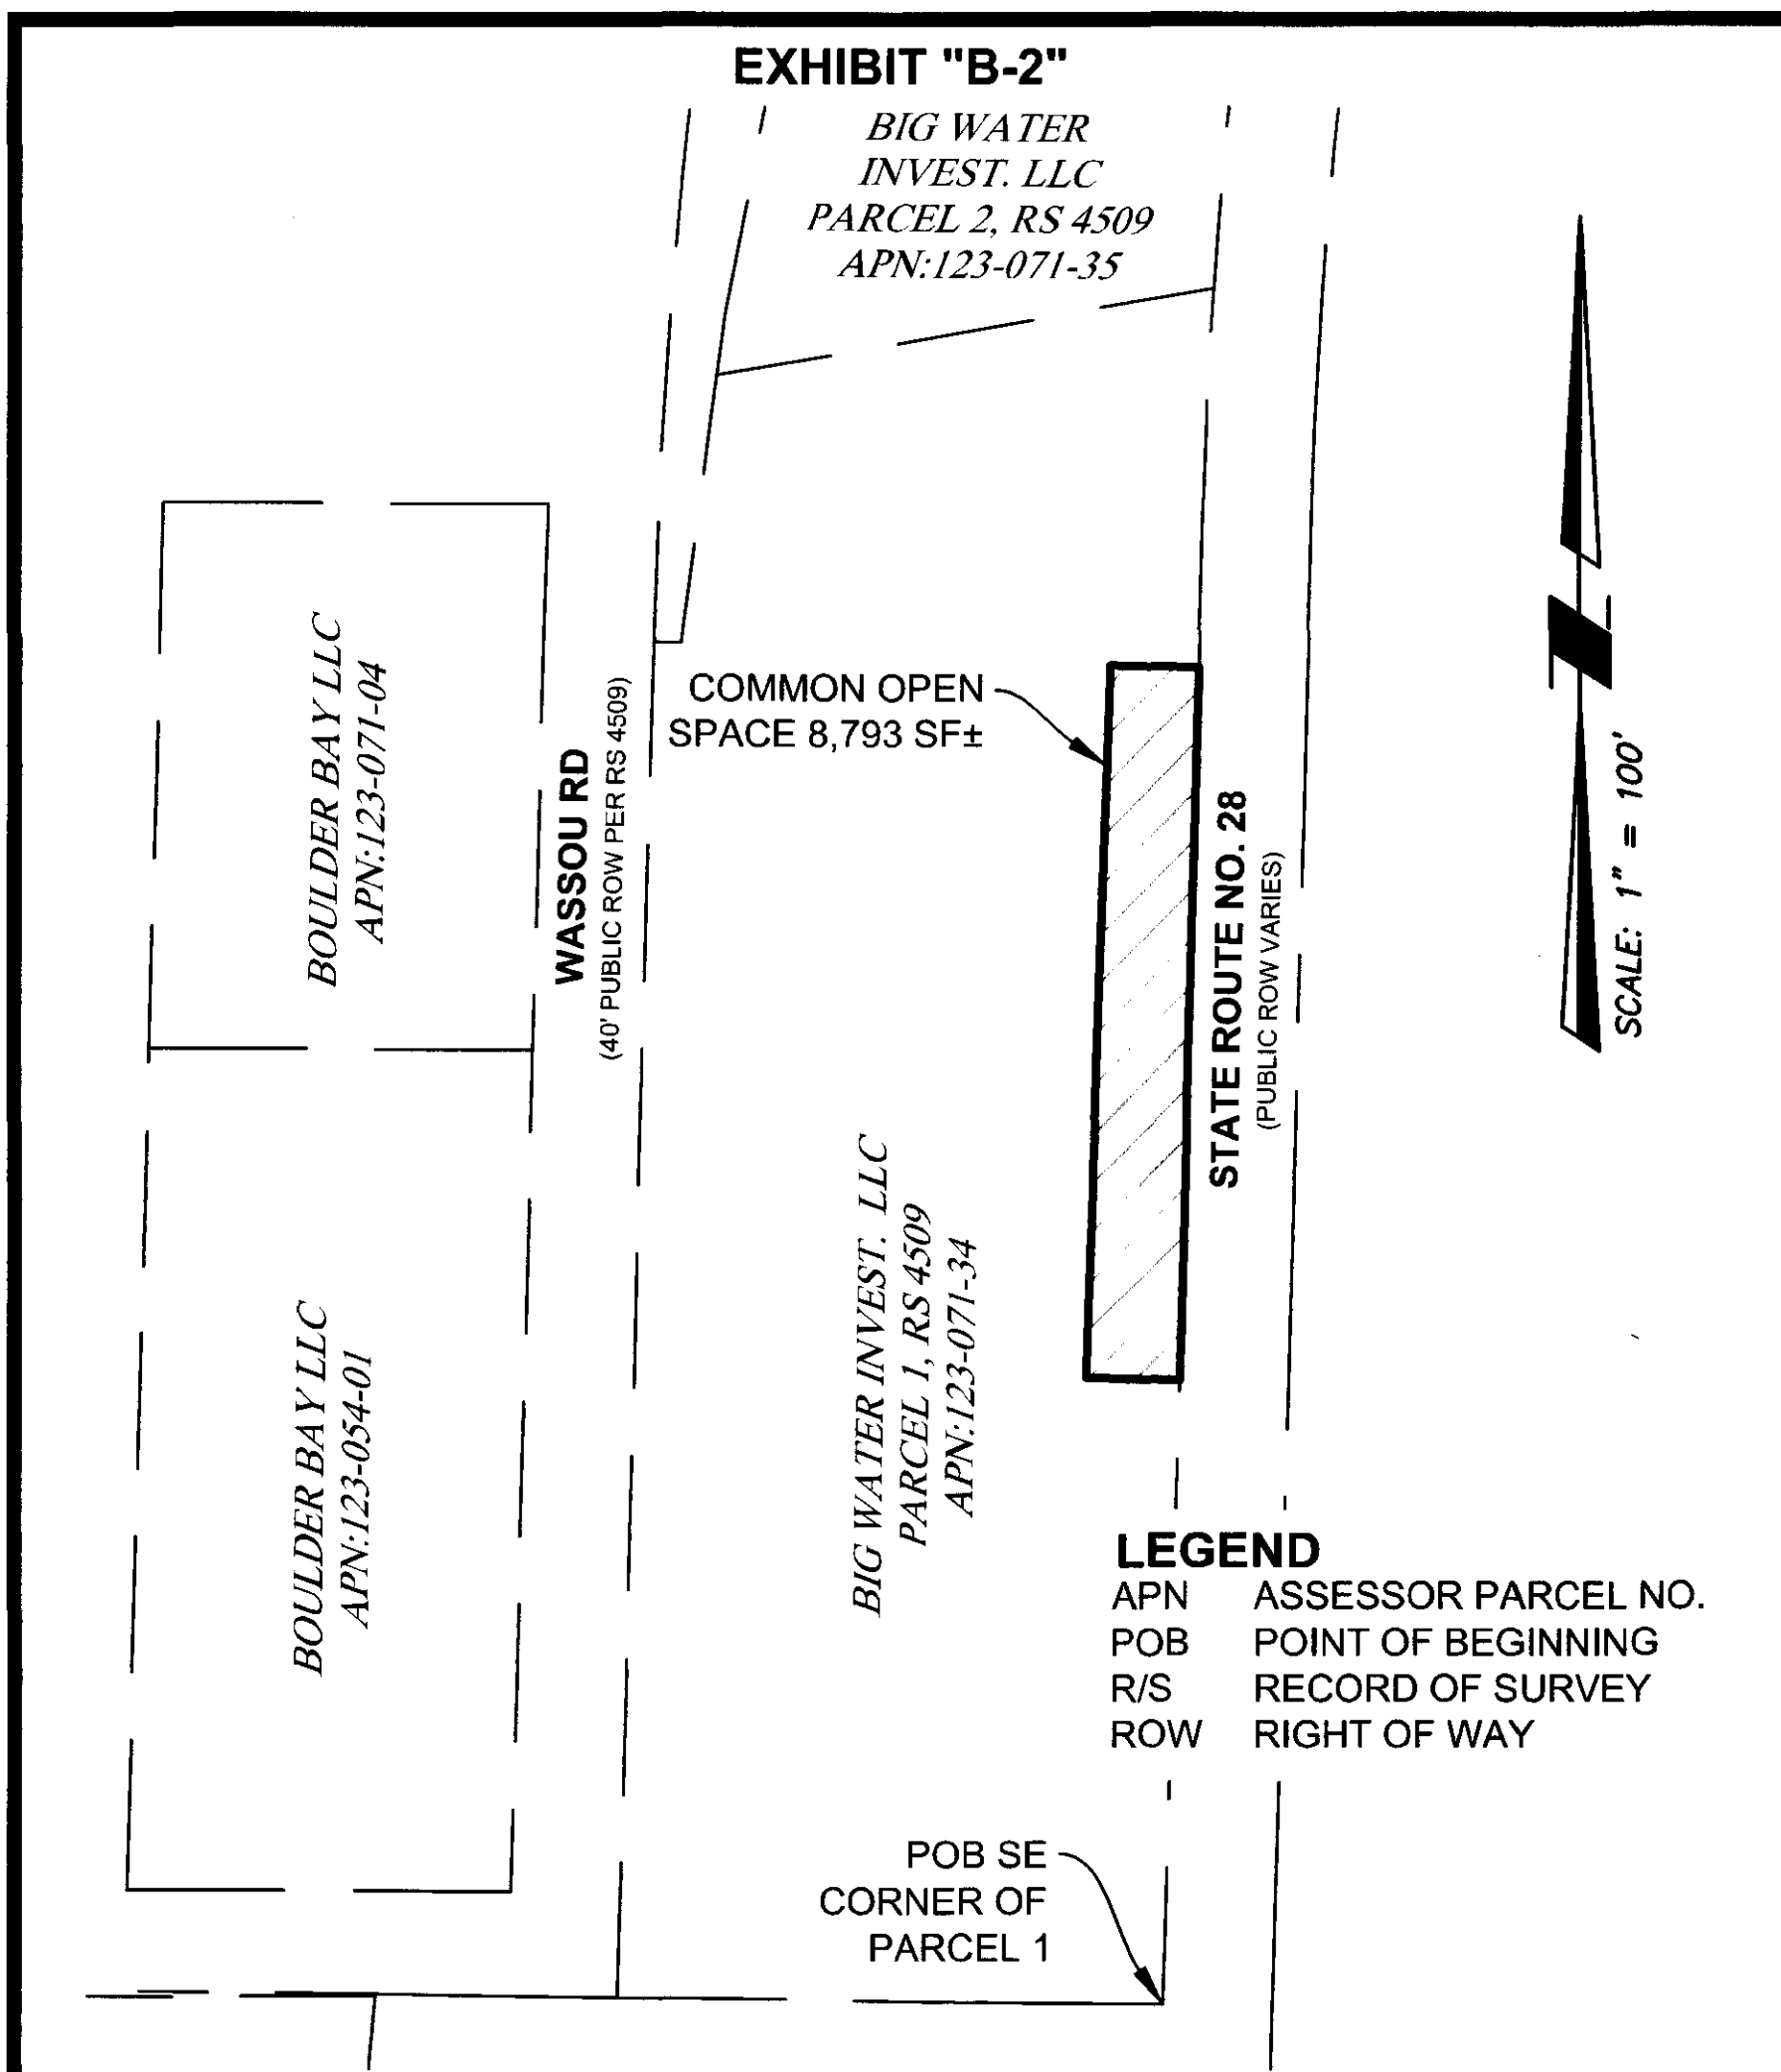 EXHIBIT "B-2"
BIG WATER
INVEST. LLC
PARCEL 2, RS 4509
APN:123-071-35
BOULDER BAY LLC
APN:123-071-04
WASSOU RD
(40' PUBLIC ROW PER RS 4509)
COMMON OPEN
SPACE 8,793 SF±
STATE ROUTE NO. 28
(PUBLIC ROW VARIES)
N
SCALE: 1" = 100'
BOULDER BAY LLC
APN:123-054-01
BIG WATER INVEST. LLC
PARCEL 1, RS 4509
APN:123-071-34
LEGEND
APN ASSESSOR PARCEL NO.
POB POINT OF BEGINNING
R/S RECORD OF SURVEY
ROW RIGHT OF WAY
POB SE
CORNER OF
PARCEL 1